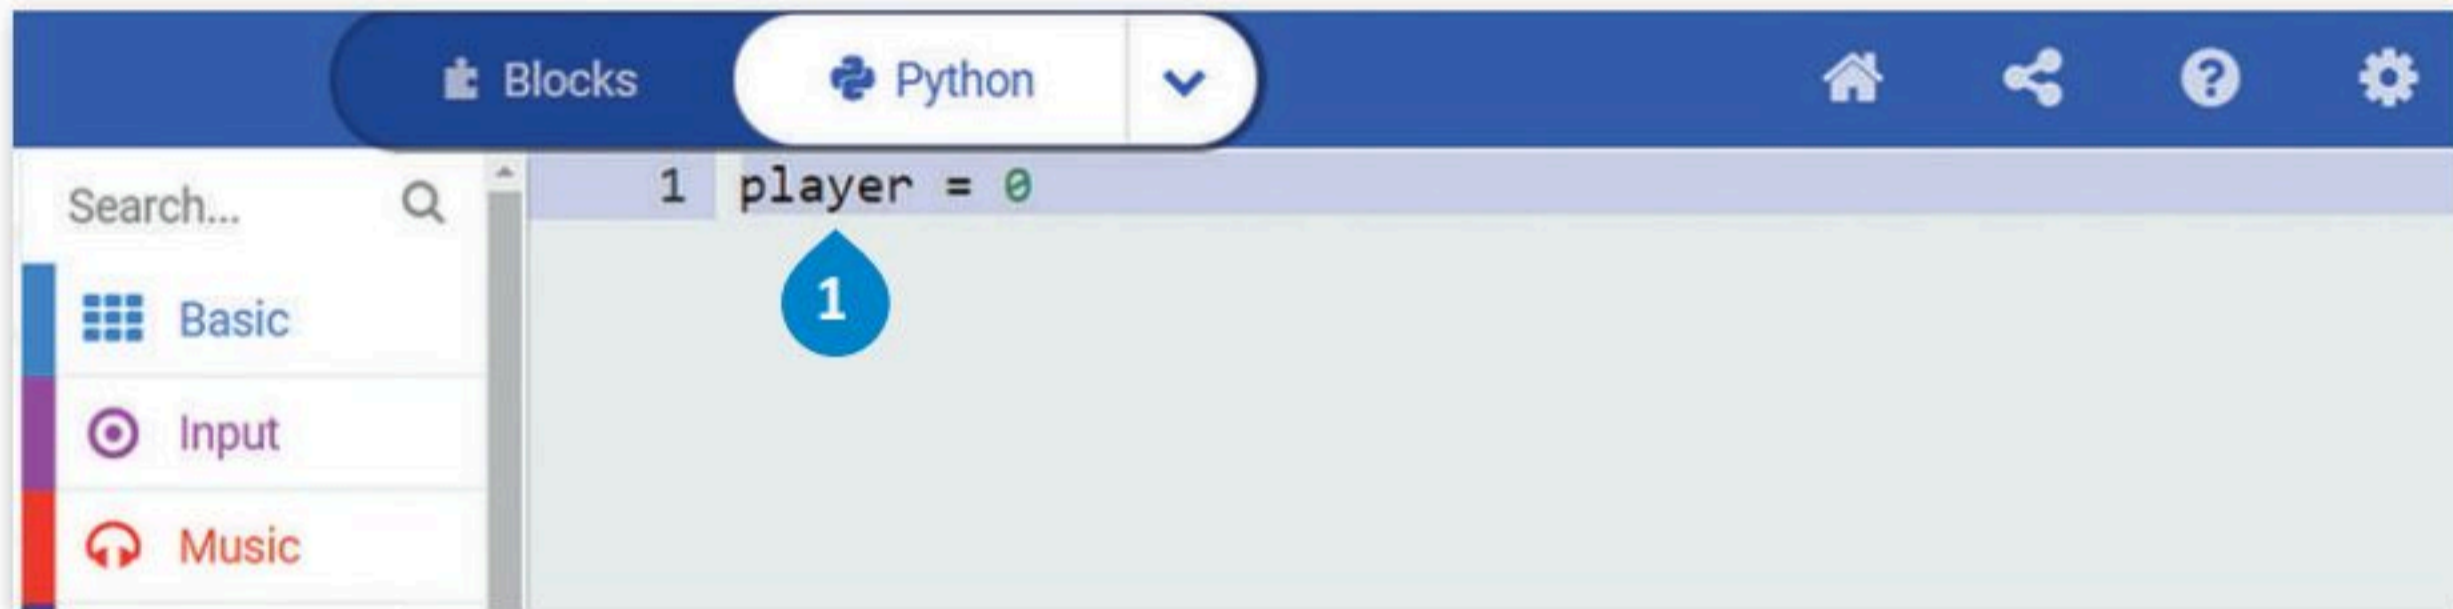 Blocks
Python
Search...
1 player = 0
1
Basic
Input
Music